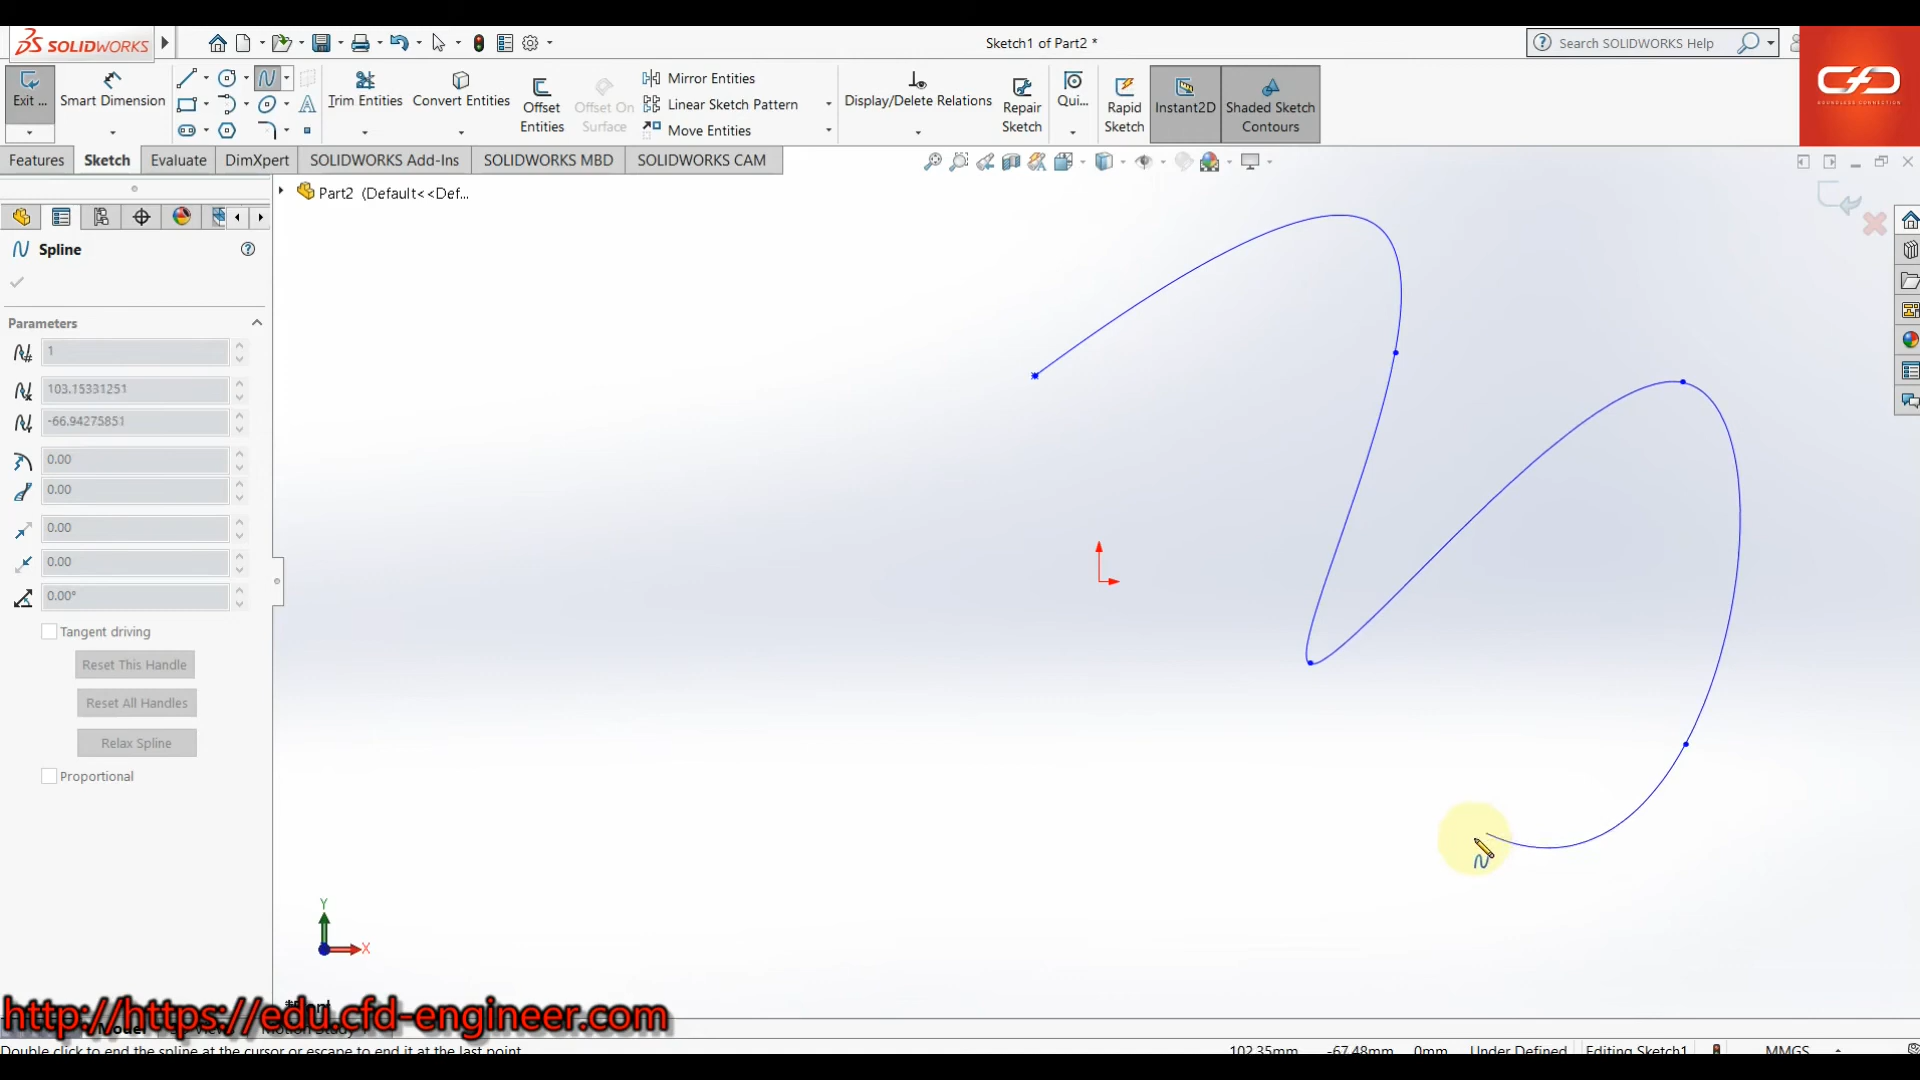 SOLIDWORKS
Sketch1 of Part2 *
Search SOLIDWORKS Help
Exit ...
Smart Dimension
Trim Entities
Convert Entities
Offset Entities
Offset On Surface
Mirror Entities
Linear Sketch Pattern
Move Entities
Display/Delete Relations
Repair Sketch
Qui...
Rapid Sketch
Instant2D
Shaded Sketch Contours
CFD
BOUNDLESS CONNECTION
Features
Sketch
Evaluate
DimXpert
SOLIDWORKS Add-Ins
SOLIDWORKS MBD
SOLIDWORKS CAM
Part2 (Default<<Def...
Spline
Parameters
1
103.15331251
-66.94275851
0.00
0.00
0.00
0.00
0.00°
Tangent driving
Reset This Handle
Reset All Handles
Relax Spline
Proportional
Y
X
http://https://edu.cfd-engineer.com
Double click to end the spline at the cursor or escape to end it at the last point
102.35mm
-67.48mm
0mm
Under Defined
Editing Sketch1
MMGS